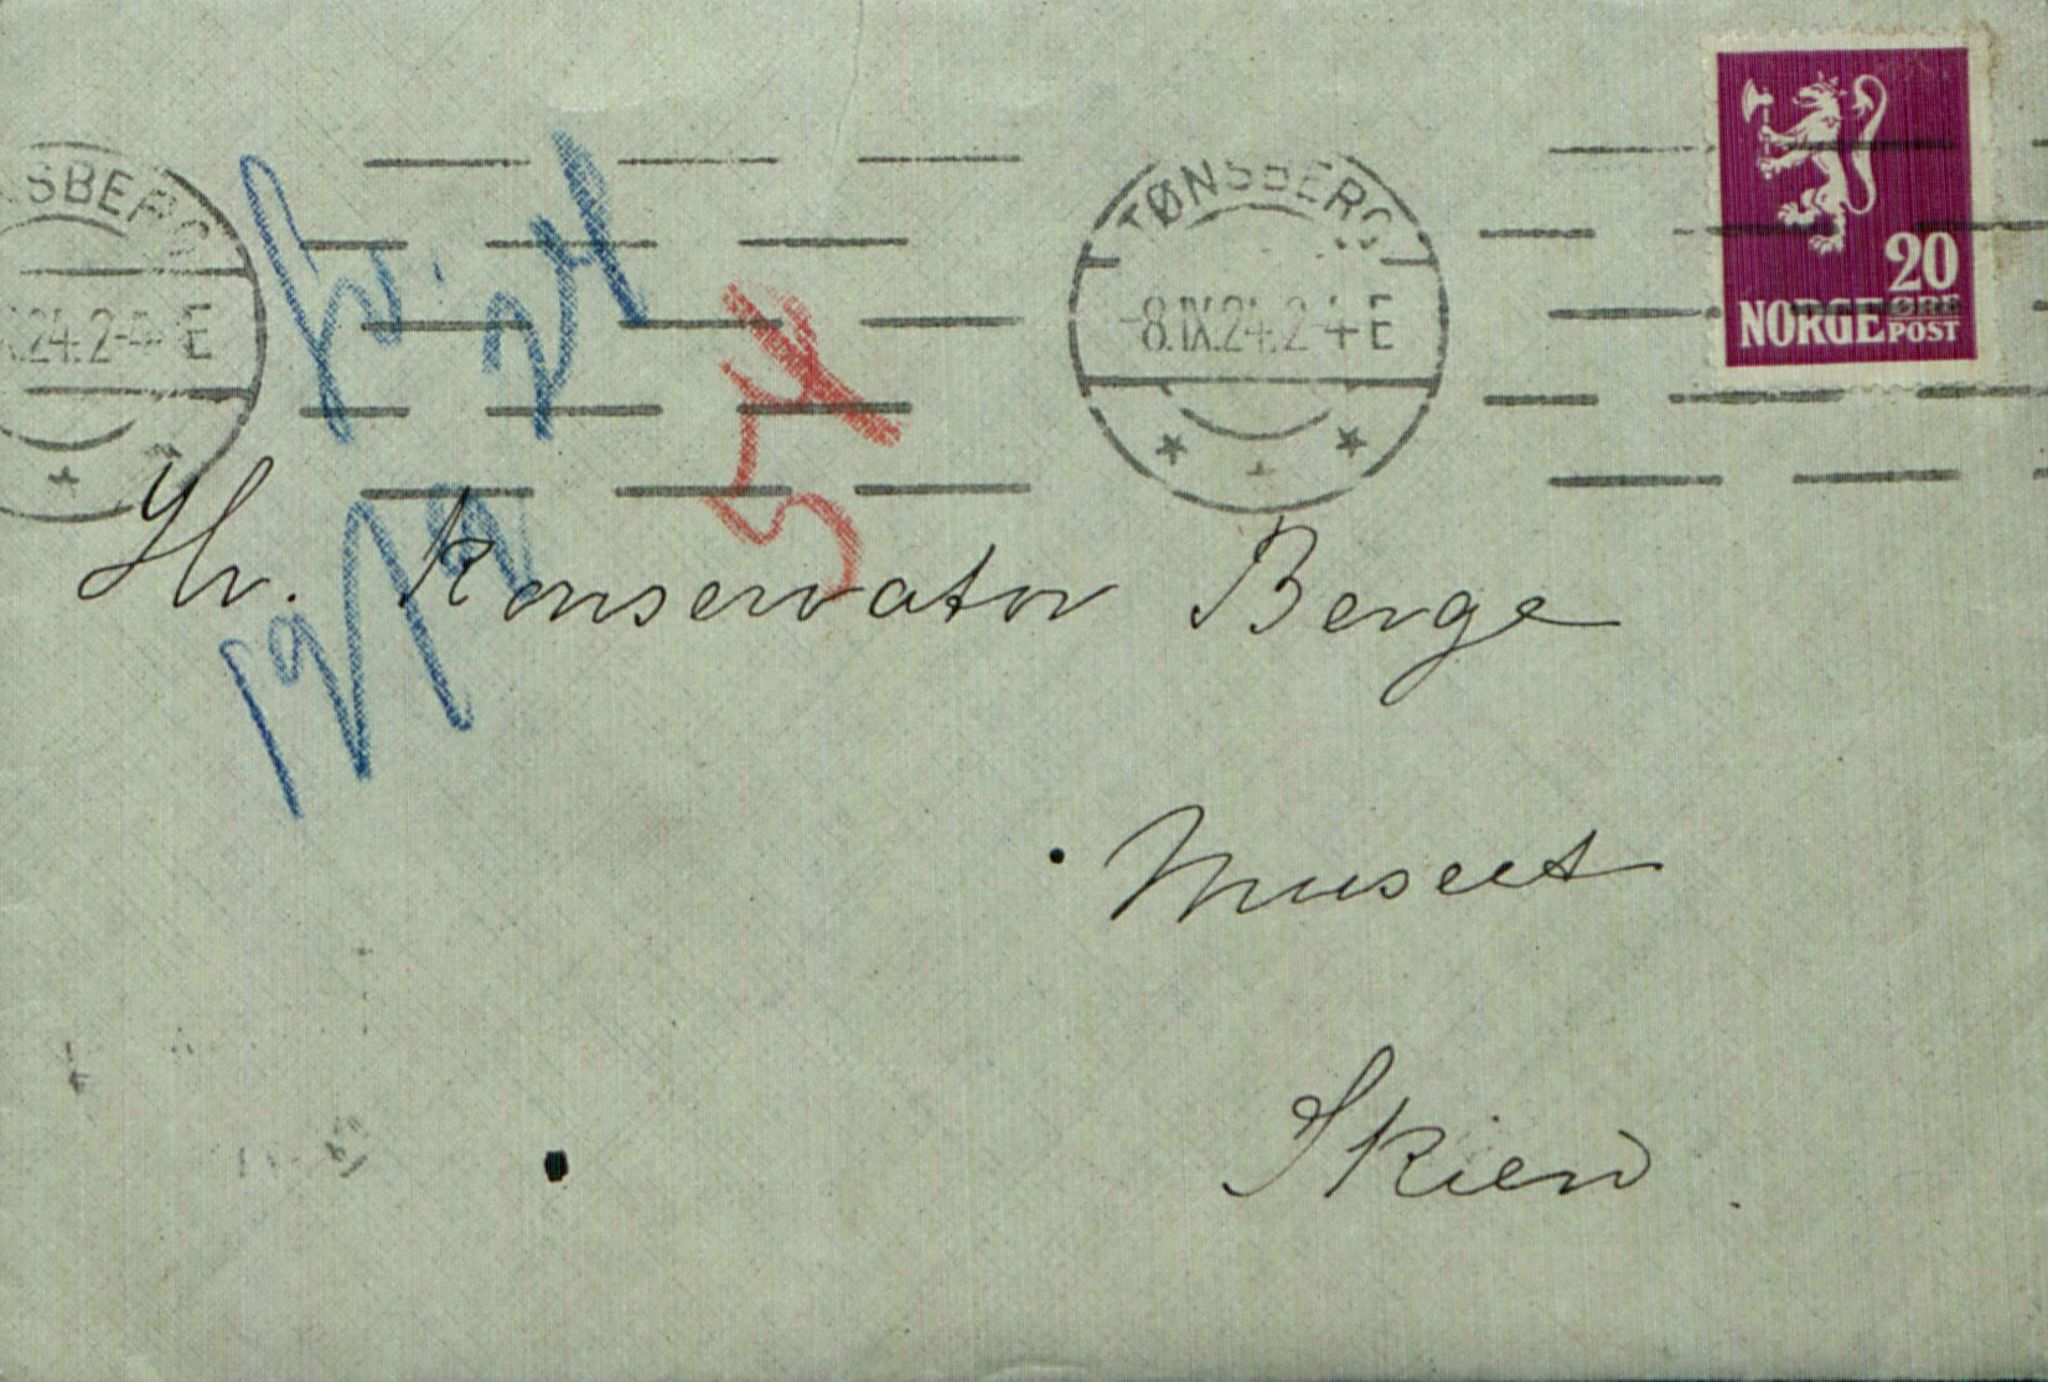 TØNSBERG
-8.IX.24.2-4 E
SBERG
X.24.2-4 E
20
NORGE ØRE
POST
54
Hr. Konservator Berge
Museet
Skien.